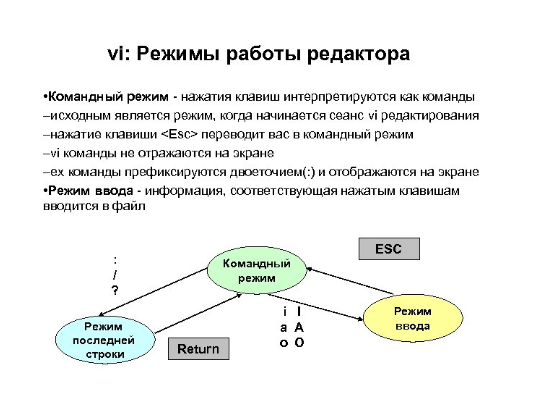 vi: Режимы работы редактора
•Командный режим - нажатия клавиш интерпретируются как команды
–исходным является режим, когда начинается сеанс vi редактирования
–нажатие клавиши <Esc> переводит вас в командный режим
–vi команды не отражаются на экране
–ex команды префиксируются двоеточием(:) и отображаются на экране
•Режим ввода - информация, соответствующая нажатым клавишам
вводится в файл
ESC
:
/
?
Командный
режим
i I
a A
o O
Режим
ввода
Режим
последней
строки
Return